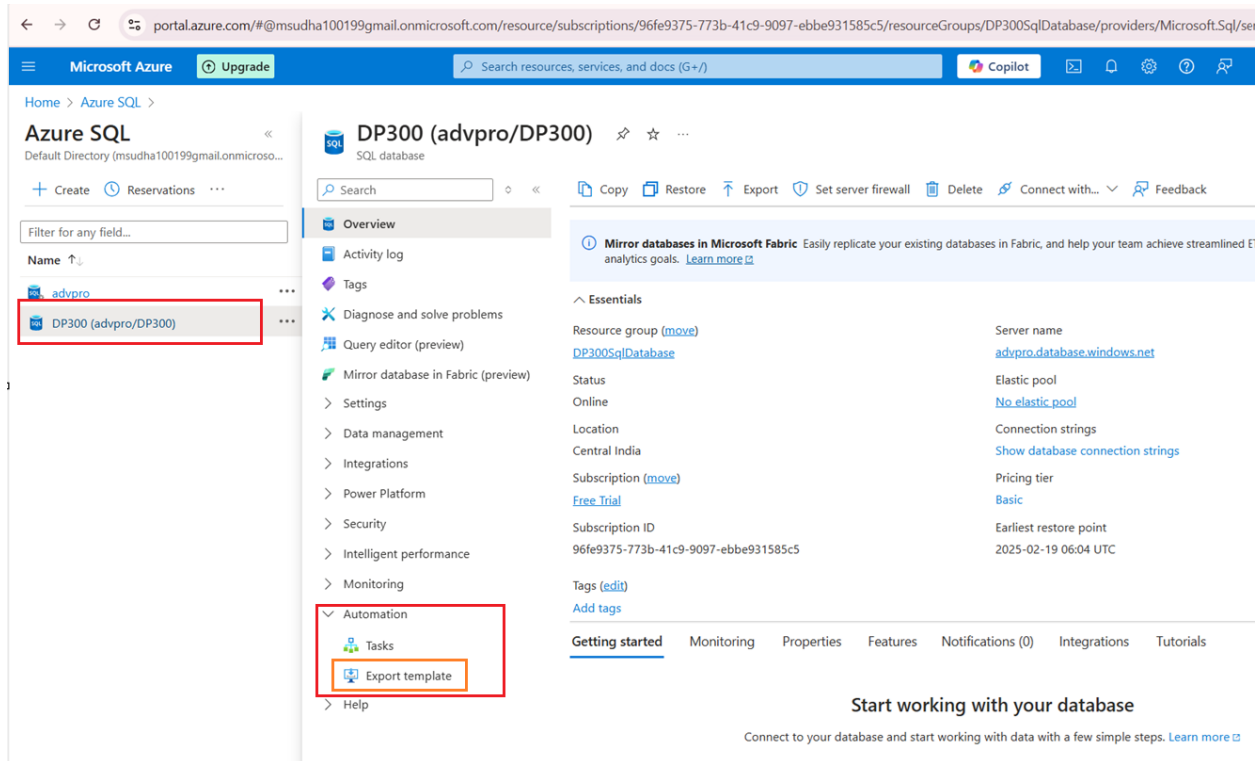 portal.azure.com/#@msudha100199gmail.onmicrosoft.com/resource/subscriptions/96fe9375-773b-41c9-9097-ebbe931585c5/resourceGroups/DP300SqlDatabase/providers/Microsoft.Sql/se
Microsoft Azure
Upgrade
Search resources, services, and docs (G+/)
Copilot
Home > Azure SQL >
Azure SQL
Default Directory (msudha100199gmail.onmicroso...
+ Create
Reservations
...
Filter for any field...
Name ↑↓
advpro
...
DP300 (advpro/DP300)
...
SQL
DP300 (advpro/DP300)
...
SQL database
Search
Copy
Restore
Export
Set server firewall
Delete
Connect with...
Feedback
Overview
Activity log
Tags
Diagnose and solve problems
Query editor (preview)
Mirror database in Fabric (preview)
Settings
Data management
Integrations
Power Platform
Security
Intelligent performance
Monitoring
Automation
Tasks
Export template
Help
Mirror databases in Microsoft Fabric Easily replicate your existing databases in Fabric, and help your team achieve streamlined
analytics goals. Learn more
Essentials
Resource group (move)
DP300SqlDatabase
Status
Online
Location
Central India
Subscription (move)
Free Trial
Subscription ID
96fe9375-773b-41c9-9097-ebbe931585c5
Server name
advpro.database.windows.net
Elastic pool
No elastic pool
Connection strings
Show database connection strings
Pricing tier
Basic
Earliest restore point
2025-02-19 06:04 UTC
Tags (edit)
Add tags
Getting started
Monitoring
Properties
Features
Notifications (0)
Integrations
Tutorials
Start working with your database
Connect to your database and start working with data with a few simple steps. Learn more